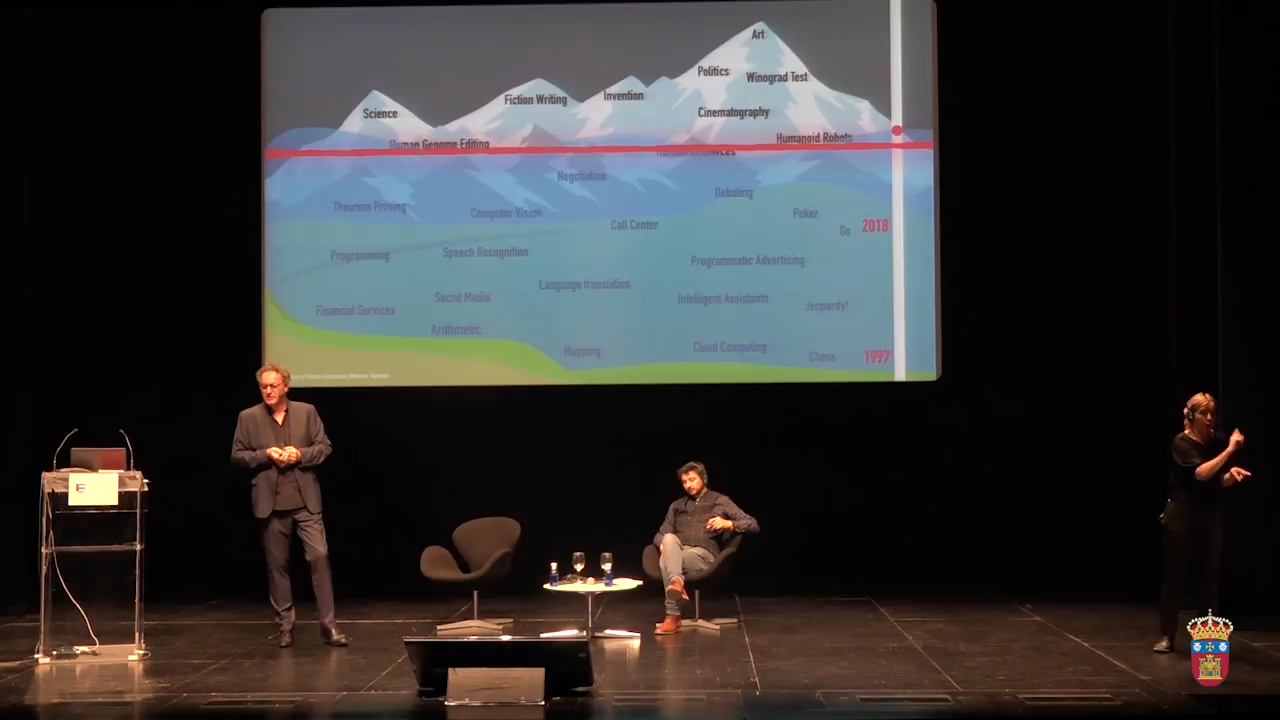 Art
Politics
Winograd Test
Fiction Writing
Invention
Science
Cinematography
Human Genome Editing
Humanoid Robots
Negotiation
Debating
Theorem Proving
Computer Vision
Poker
Call Center
Go
2018
Programming
Speech Recognition
Programmatic Advertising
Language translation
Social Media
Intelligent Assistants
Jeopardy!
Financial Services
Arithmetic
Mapping
Cloud Computing
Chess
1997